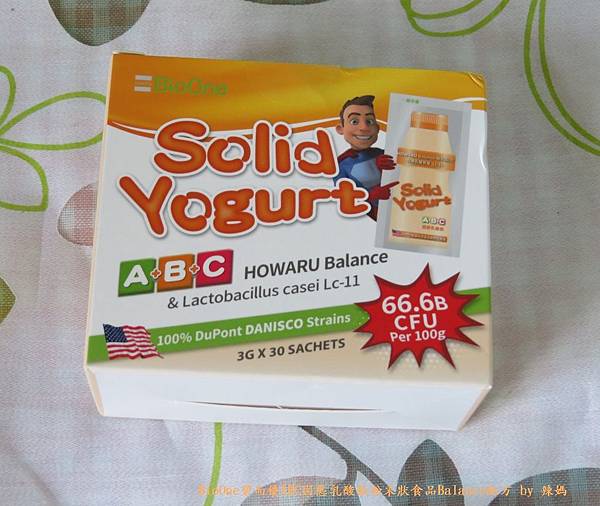 BioOne
Solid
Yogurt
A+B+C HOWARU Balance
& Lactobacillus casei Lc-11
100% DuPont DANISCO Strains
3G X 30 SACHETS
66.6B
CFU
Per 100g
Solid
Yogurt
A+B+C
by 辣媽